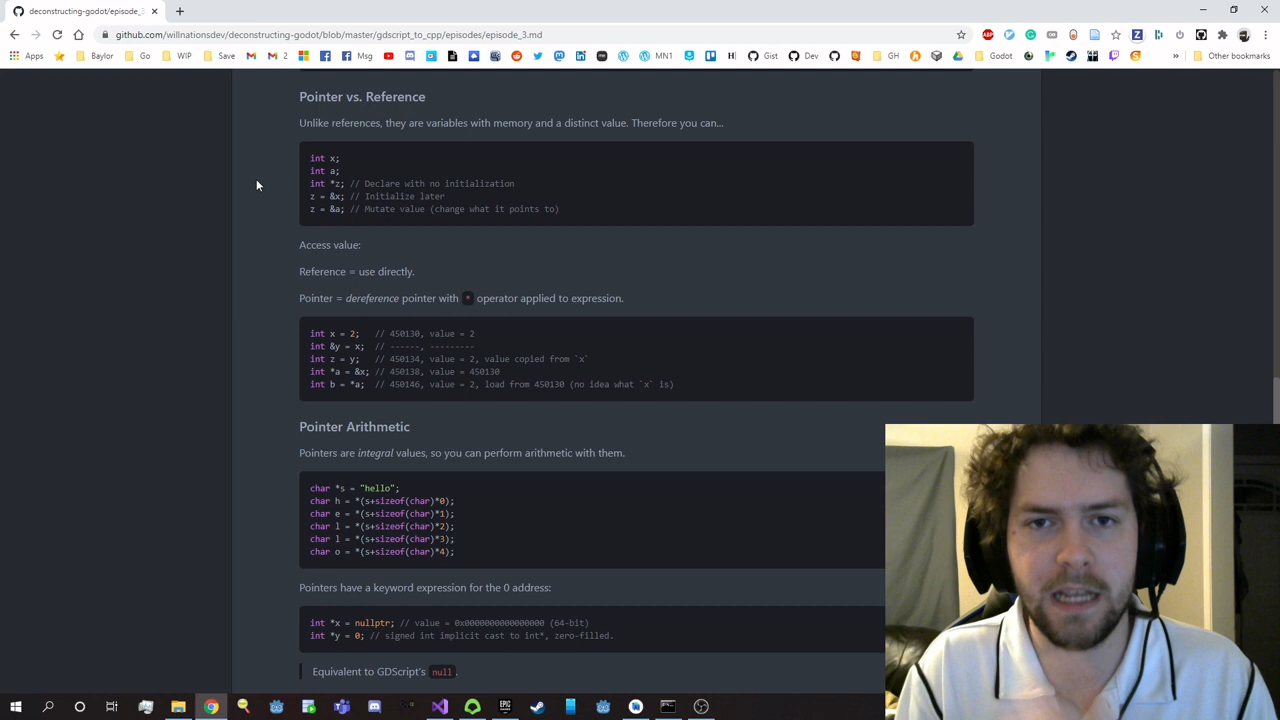 deconstructing-godot/episode_3
github.com/willnationsdev/deconstructing-godot/blob/master/gdscript_to_cpp/episodes/episode_3.md
Apps Baylor Go WIP Save M 2 Msg MN1 Gist Dev GH Godot » Other bookmarks
Pointer vs. Reference
Unlike references, they are variables with memory and a distinct value. Therefore you can...
int x;
int a;
int *z; // Declare with no initialization
z = &x; // Initialize later
z = &a; // Mutate value (change what it points to)
Access value:
Reference = use directly.
Pointer = dereference pointer with * operator applied to expression.
int x = 2; // 450130, value = 2
int &y = x; // ------, ---------
int z = y; // 450134, value = 2, value copied from `x`
int *a = &x; // 450138, value = 450130
int b = *a; // 450146, value = 2, load from 450130 (no idea what `x` is)
Pointer Arithmetic
Pointers are integral values, so you can perform arithmetic with them.
char *s = "hello";
char h = *(s+sizeof(char)*0);
char e = *(s+sizeof(char)*1);
char l = *(s+sizeof(char)*2);
char l = *(s+sizeof(char)*3);
char o = *(s+sizeof(char)*4);
Pointers have a keyword expression for the 0 address:
int *x = nullptr; // value = 0x0000000000000000 (64-bit)
int *y = 0; // signed int implicit cast to int*, zero-filled.
Equivalent to GDScript's null.